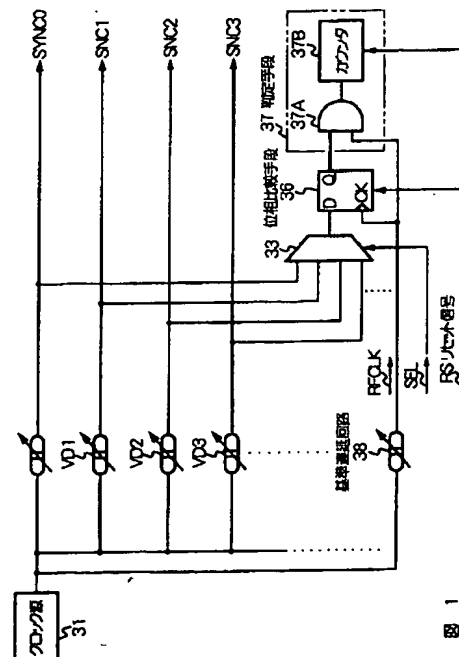 クロック源
31
VD1
VD2
VD3
SYNC0
SNC1
SNC2
SNC3
33
位相比較手段
36
D
Q
CK
37 判定手段
37A
37B
カウンタ
基準遅延回路
38
RFCLK
SEL
RSリセット信号
図 1